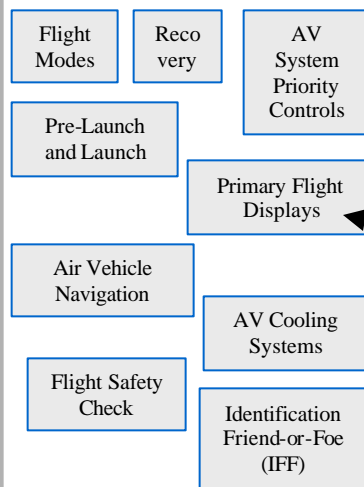 Flight
Modes
Reco
very
AV
System
Priority
Controls
Pre-Launch
and Launch
Primary Flight
Displays
Air Vehicle
Navigation
AV Cooling
Systems
Flight Safety
Check
Identification
Friend-or-Foe
(IFF)